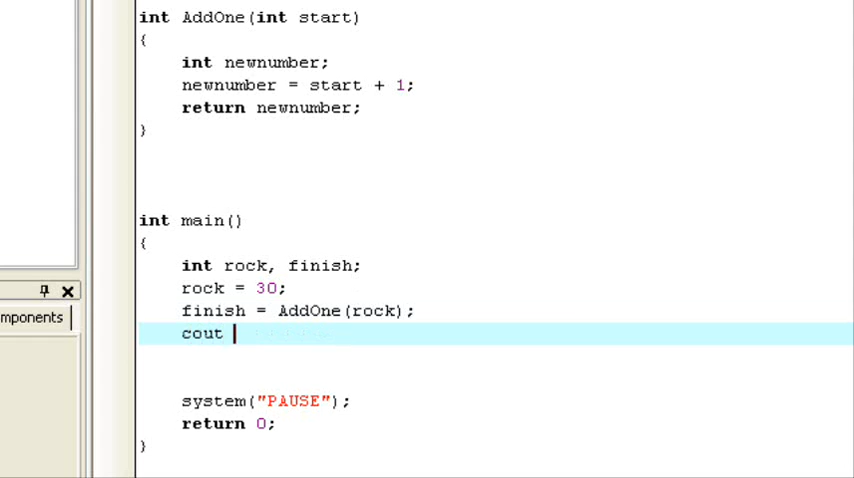 int AddOne(int start)
{
int newnumber;
newnumber = start + 1;
return newnumber;
}
int main()
{
int rock, finish;
rock = 30;
finish = AddOne(rock);
cout
system("PAUSE");
return 0;
}
mponents